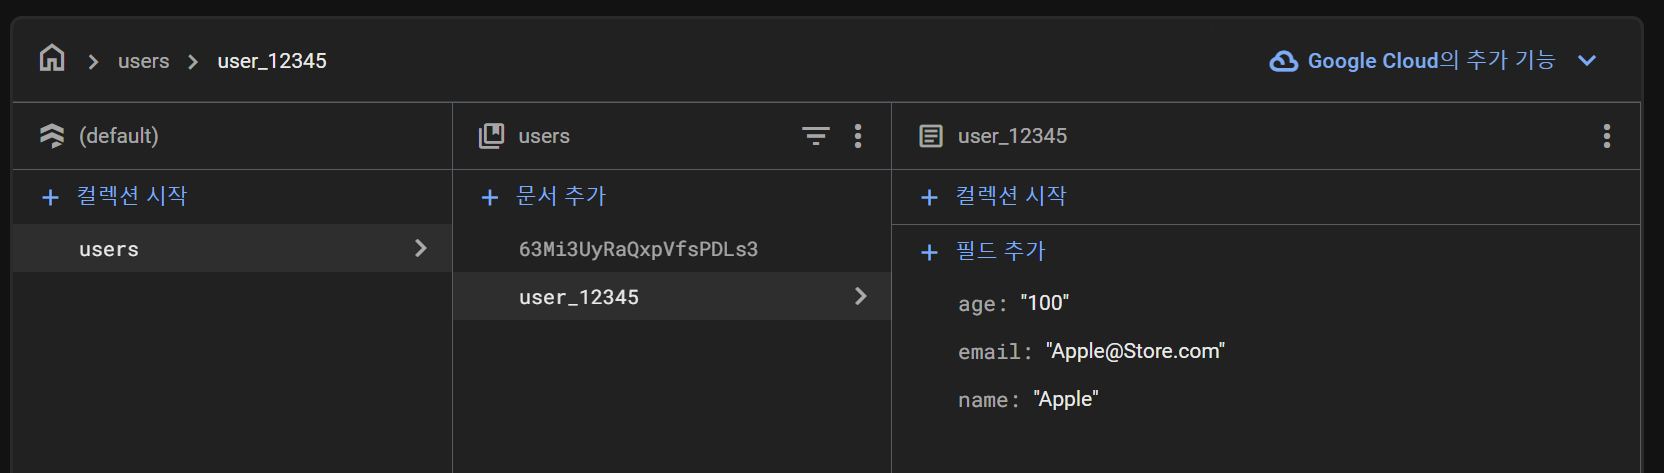 users user_12345
Google Cloud의 추가 기능
(default)
users
user_12345
컬렉션 시작
문서 추가
컬렉션 시작
users
63Mi3UyRaQxpVfsPDLs3
필드 추가
user_12345
age: "100"
email: "Apple@Store.com"
name: "Apple"